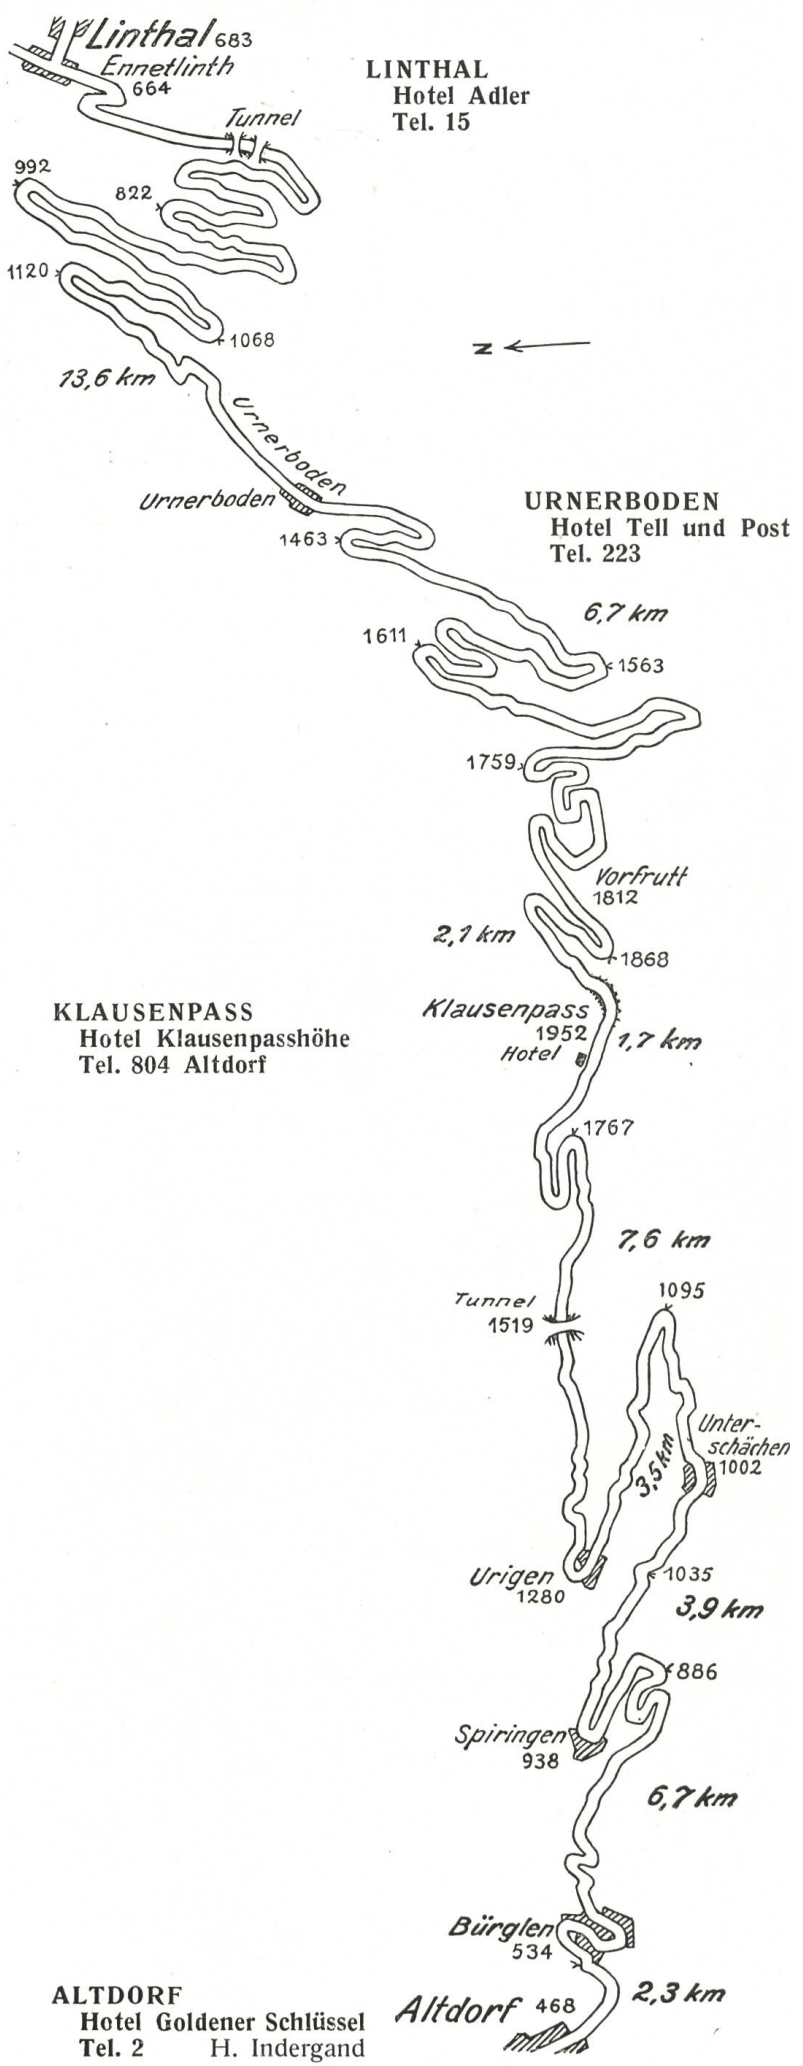 Linthal 683
Ennetlinth
664
LINTHAL
Hotel Adler
Tel. 15
Tunnel
992
822
1120
1068
N
13,6 km
Urnerboden
Urnerboden
URNERBODEN
Hotel Tell und Post
Tel. 223
1463
6,7 km
1611
1563
1759
Vorfrutt
1812
2,1 km
1868
KLAUSENPASS
Hotel Klausenpasshöhe
Tel. 804 Altdorf
Klausenpass
1952
Hotel
1,7 km
1767
7,6 km
Tunnel
1519
1095
Unter-
schächen
1002
3,5 km
Urigen
1280
1035
3,9 km
886
Spiringen
938
6,7 km
Bürglen
534
2,3 km
ALTDORF
Hotel Goldener Schlüssel
Tel. 2 H. Indergand
Altdorf 468